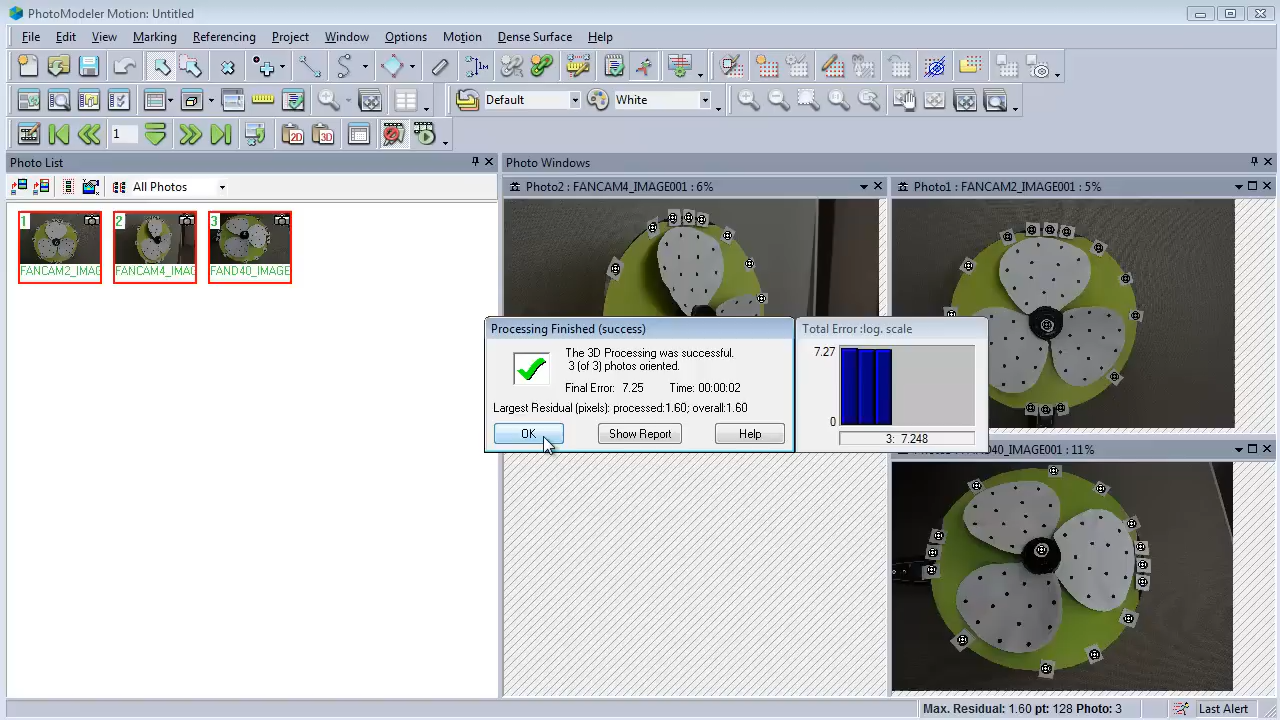 PhotoModeler Motion: Untitled
File Edit View Marking Referencing Project Window Options Motion Dense Surface Help
Default White
1 2D 3D
Photo List
Photo Windows
All Photos
Photo2 : FANCAM4_IMAGE001 : 6%
Photo1 : FANCAM2_IMAGE001 : 5%
1 2 3
FANCAM2_IMAG FANCAM4_IMAG FAND40_IMAGE
Processing Finished (success)
The 3D Processing was successful.
3 (of 3) photos oriented.
Final Error: 7.25 Time: 00:00:02
Largest Residual (pixels), processed:1.60, overall:1.60
OK Show Report Help
Total Error :log. scale
7.27
0
3: 7.248
D40_IMAGE001 : 11%
Max. Residual: 1.60 pt: 128 Photo: 3 Last Alert